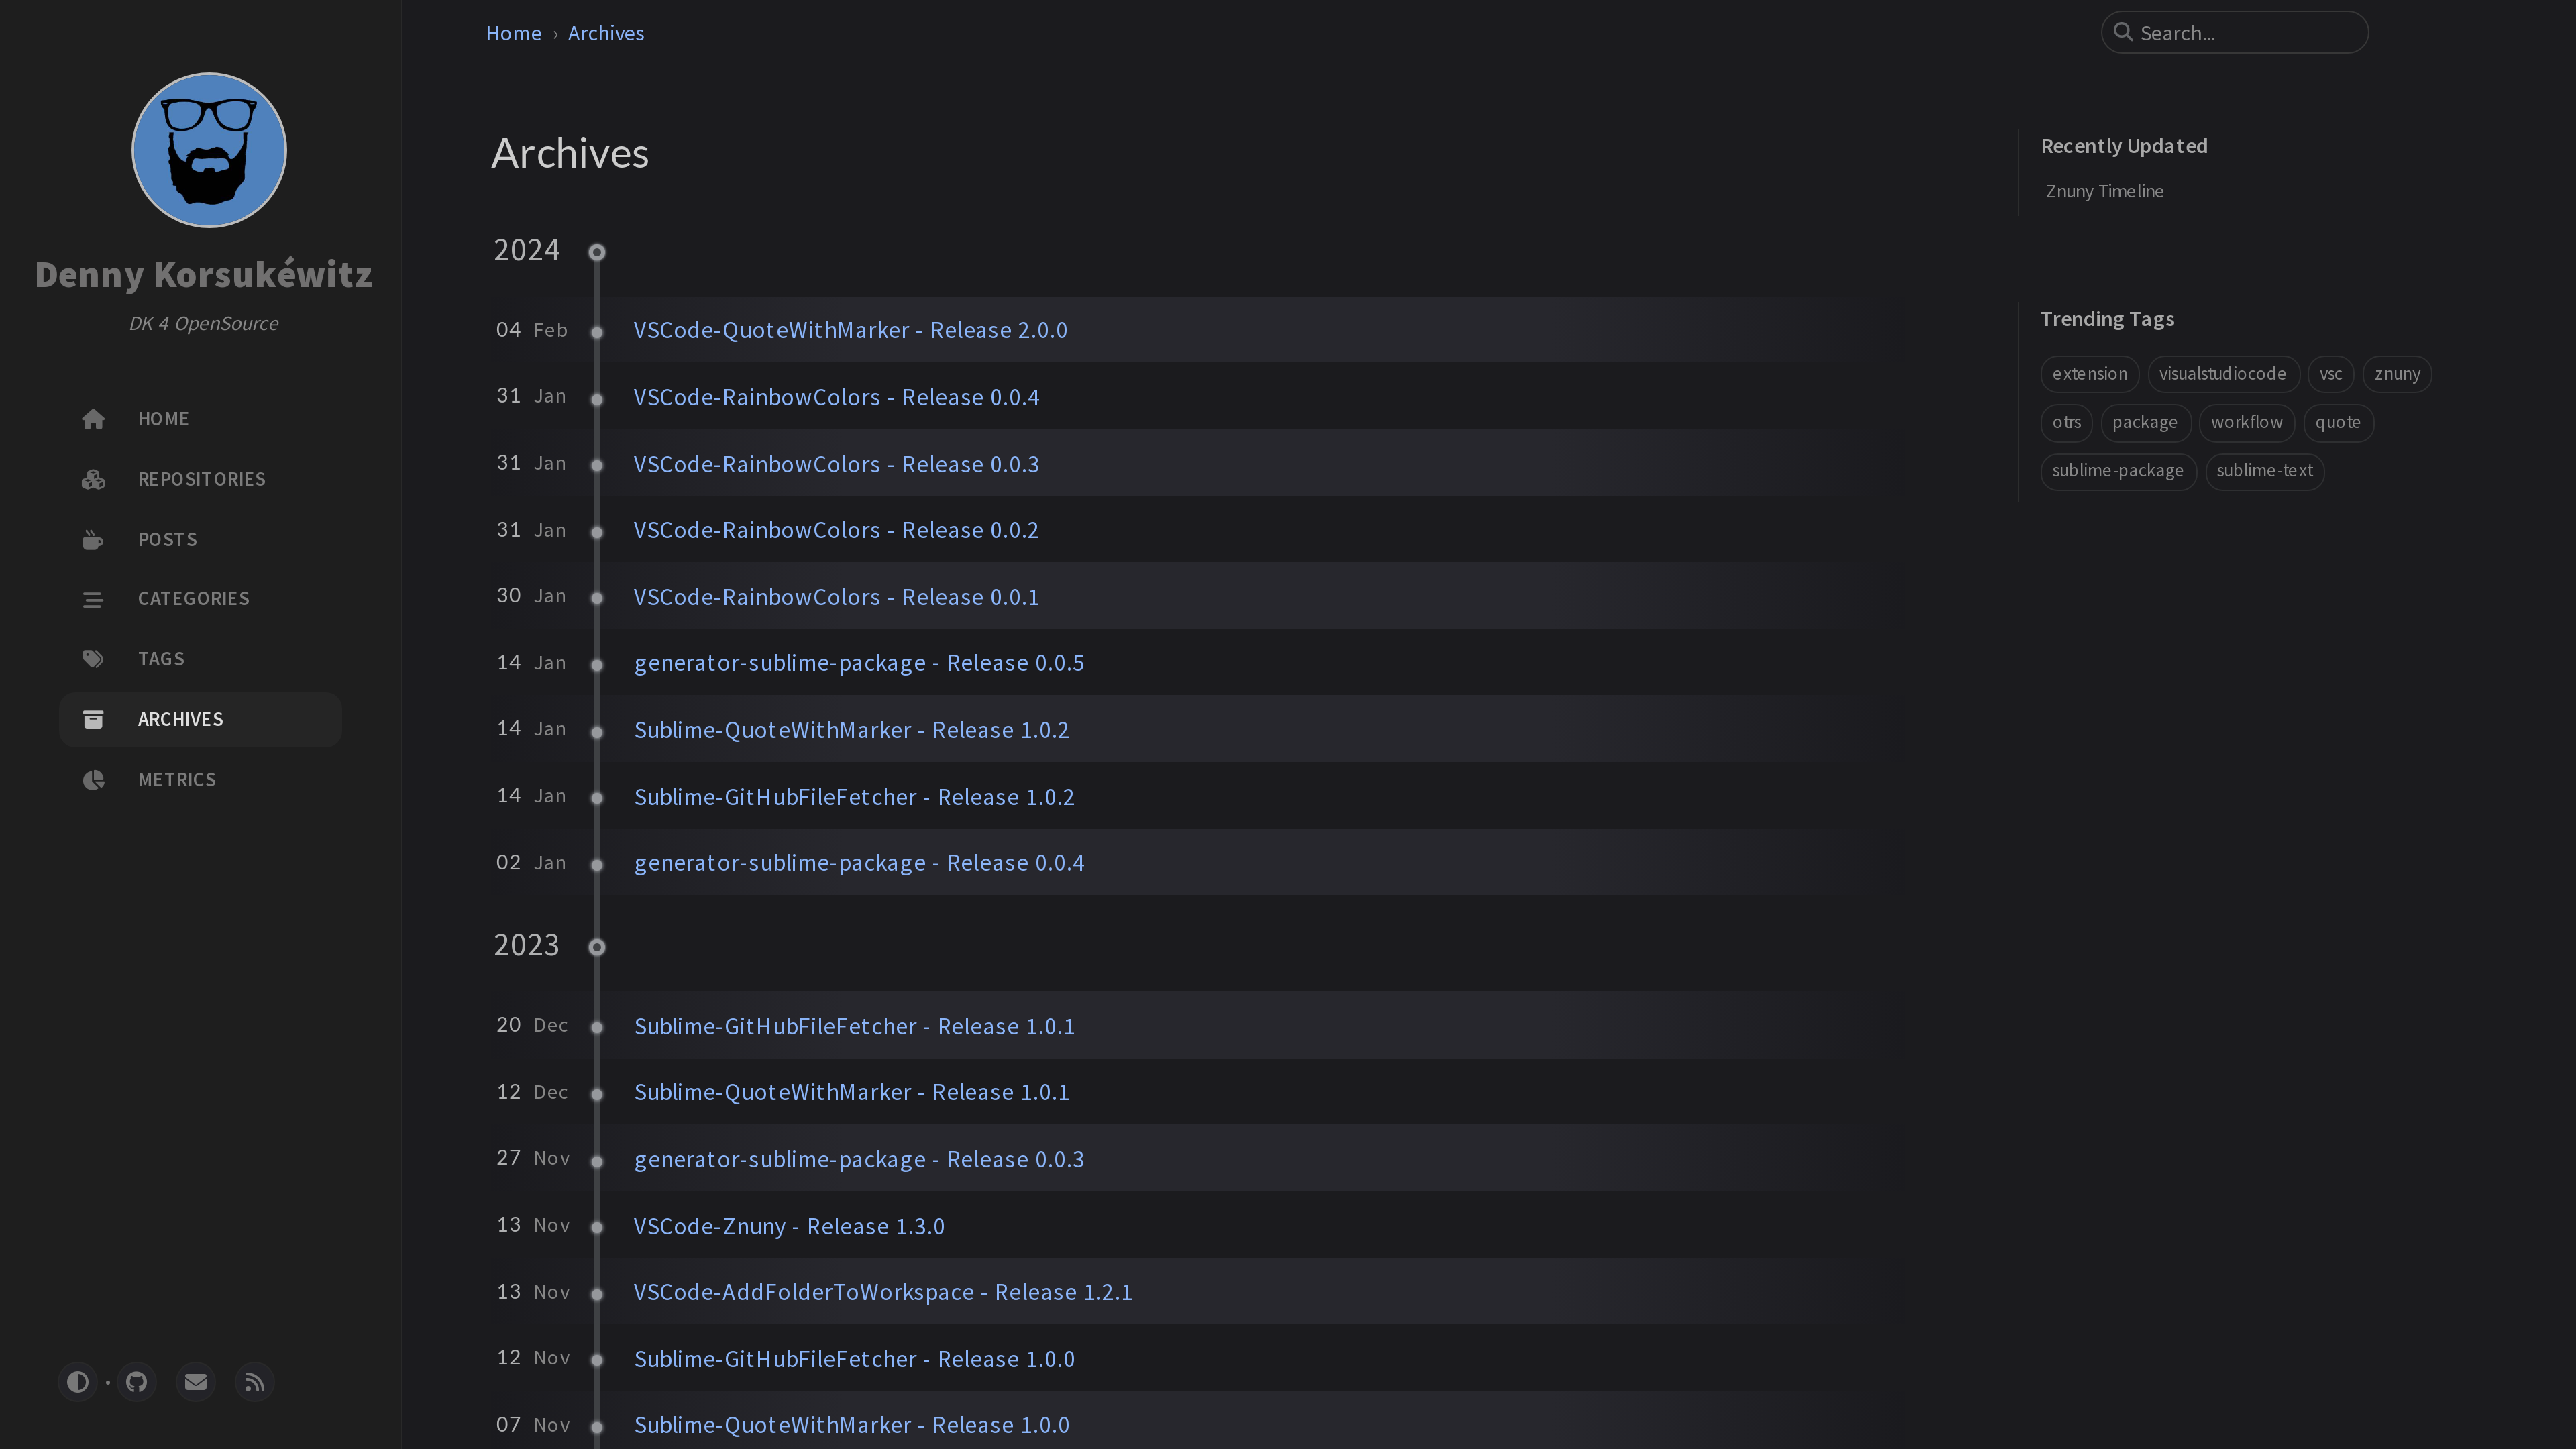 Denny Korsukéwitz
DK 4 OpenSource
HOME
REPOSITORIES
POSTS
CATEGORIES
TAGS
ARCHIVES
METRICS
Home › Archives
Search...
Archives
2024
04 Feb VSCode-QuoteWithMarker - Release 2.0.0
31 Jan VSCode-RainbowColors - Release 0.0.4
31 Jan VSCode-RainbowColors - Release 0.0.3
31 Jan VSCode-RainbowColors - Release 0.0.2
30 Jan VSCode-RainbowColors - Release 0.0.1
14 Jan generator-sublime-package - Release 0.0.5
14 Jan Sublime-QuoteWithMarker - Release 1.0.2
14 Jan Sublime-GitHubFileFetcher - Release 1.0.2
02 Jan generator-sublime-package - Release 0.0.4
2023
20 Dec Sublime-GitHubFileFetcher - Release 1.0.1
12 Dec Sublime-QuoteWithMarker - Release 1.0.1
27 Nov generator-sublime-package - Release 0.0.3
13 Nov VSCode-Znuny - Release 1.3.0
13 Nov VSCode-AddFolderToWorkspace - Release 1.2.1
12 Nov Sublime-GitHubFileFetcher - Release 1.0.0
07 Nov Sublime-QuoteWithMarker - Release 1.0.0
Recently Updated
Znuny Timeline
Trending Tags
extension visualstudiocode vsc znuny
otrs package workflow quote
sublime-package sublime-text